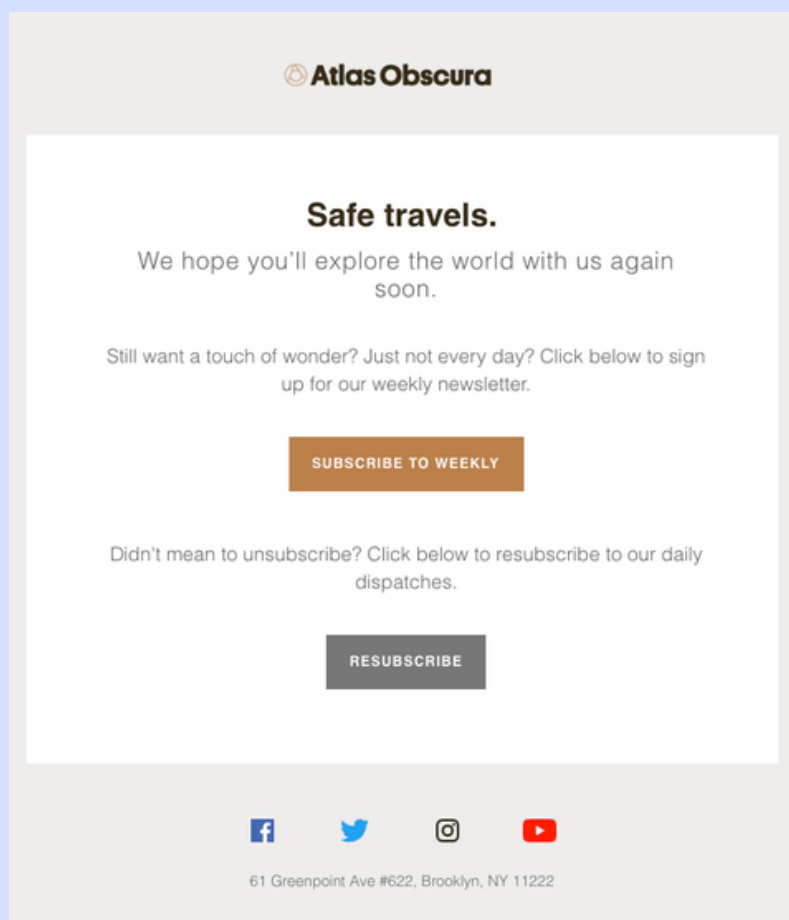 Atlas Obscura
Safe travels.
We hope you'll explore the world with us again
soon.
Still want a touch of wonder? Just not every day? Click below to sign
up for our weekly newsletter.
SUBSCRIBE TO WEEKLY
Didn't mean to unsubscribe? Click below to resubscribe to our daily
dispatches.
RESUBSCRIBE
61 Greenpoint Ave #622, Brooklyn, NY 11222